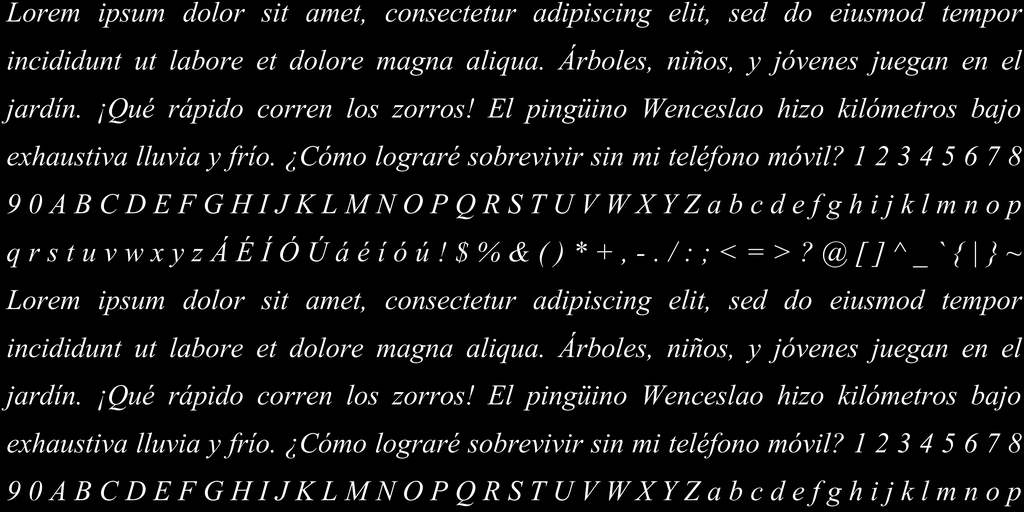 Lorem ipsum dolor sit amet, consectetur adipiscing elit, sed do eiusmod tempor
incididunt ut labore et dolore magna aliqua. Árboles, niños, y jóvenes juegan en el
jardín. ¡Qué rápido corren los zorros! El pingüino Wenceslao hizo kilómetros bajo
exhaustiva lluvia y frío. ¿Cómo lograré sobrevivir sin mi teléfono móvil? 1 2 3 4 5 6 7 8
9 0 A B C D E F G H I J K L M N O P Q R S T U V W X Y Z a b c d e f g h i j k l m n o p
q r s t u v w x y z Á É Í Ó Ú á é í ó ú ! $ % & ( ) * + , - . / : ; < = > ? @ [ ] ^ _ ` { | } ~
Lorem ipsum dolor sit amet, consectetur adipiscing elit, sed do eiusmod tempor
incididunt ut labore et dolore magna aliqua. Árboles, niños, y jóvenes juegan en el
jardín. ¡Qué rápido corren los zorros! El pingüino Wenceslao hizo kilómetros bajo
exhaustiva lluvia y frío. ¿Cómo lograré sobrevivir sin mi teléfono móvil? 1 2 3 4 5 6 7 8
9 0 A B C D E F G H I J K L M N O P Q R S T U V W X Y Z a b c d e f g h i j k l m n o p